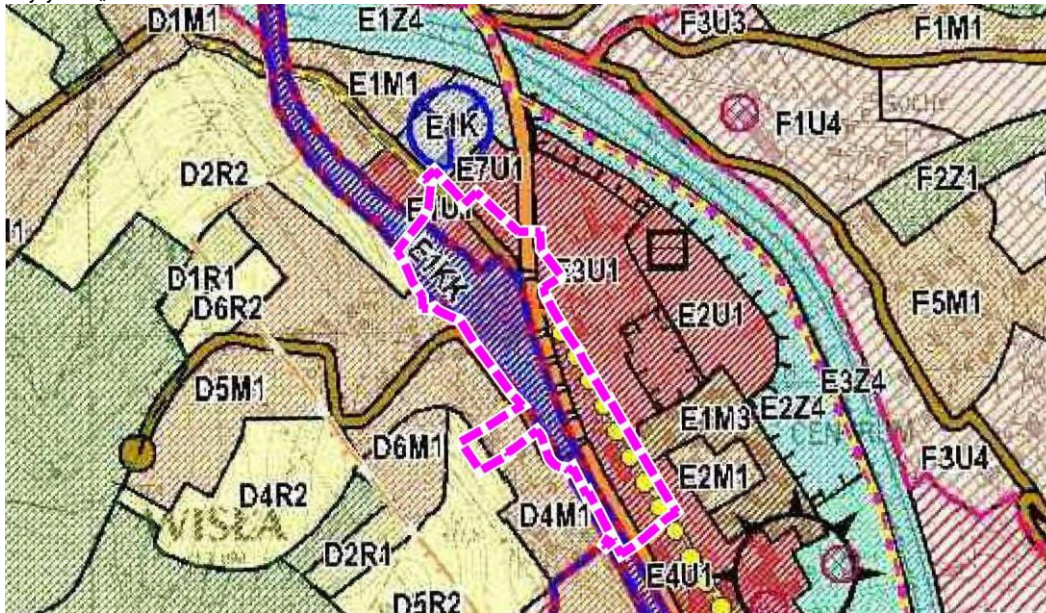 D1M1
E1Z4
F3U3
F1M1
E1M1
E1K
F1U4
E7U1
D2R2
F2Z1
E1KK
D1R1
E3U1
D6R2
E2U1
F5M1
D5M1
E3Z4
E1M3
E2Z4
D6M1
F3U4
E2M1
D4R2
D4M1
WISŁA
D2R1
E4U1
D5R2